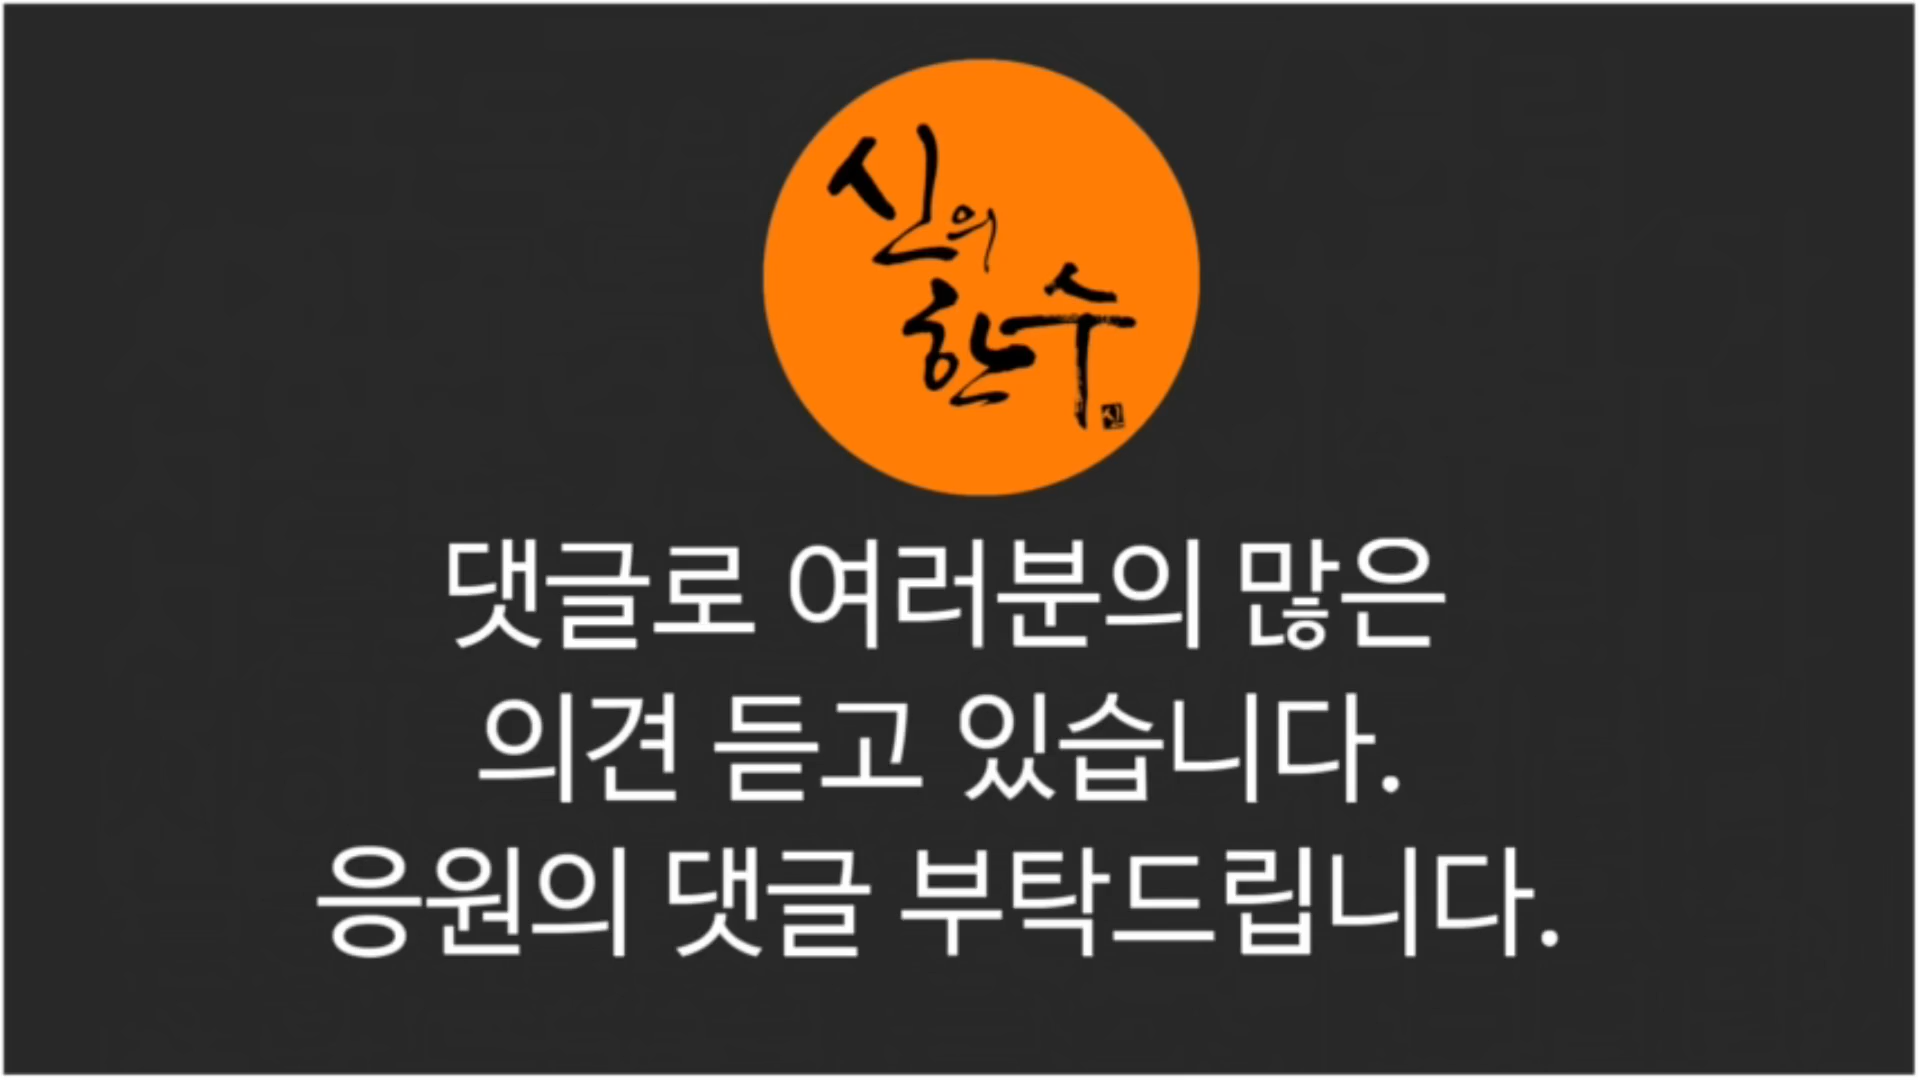 신의
한수
신
댓글로 여러분의 많은
의견 듣고 있습니다.
응원의 댓글 부탁드립니다.